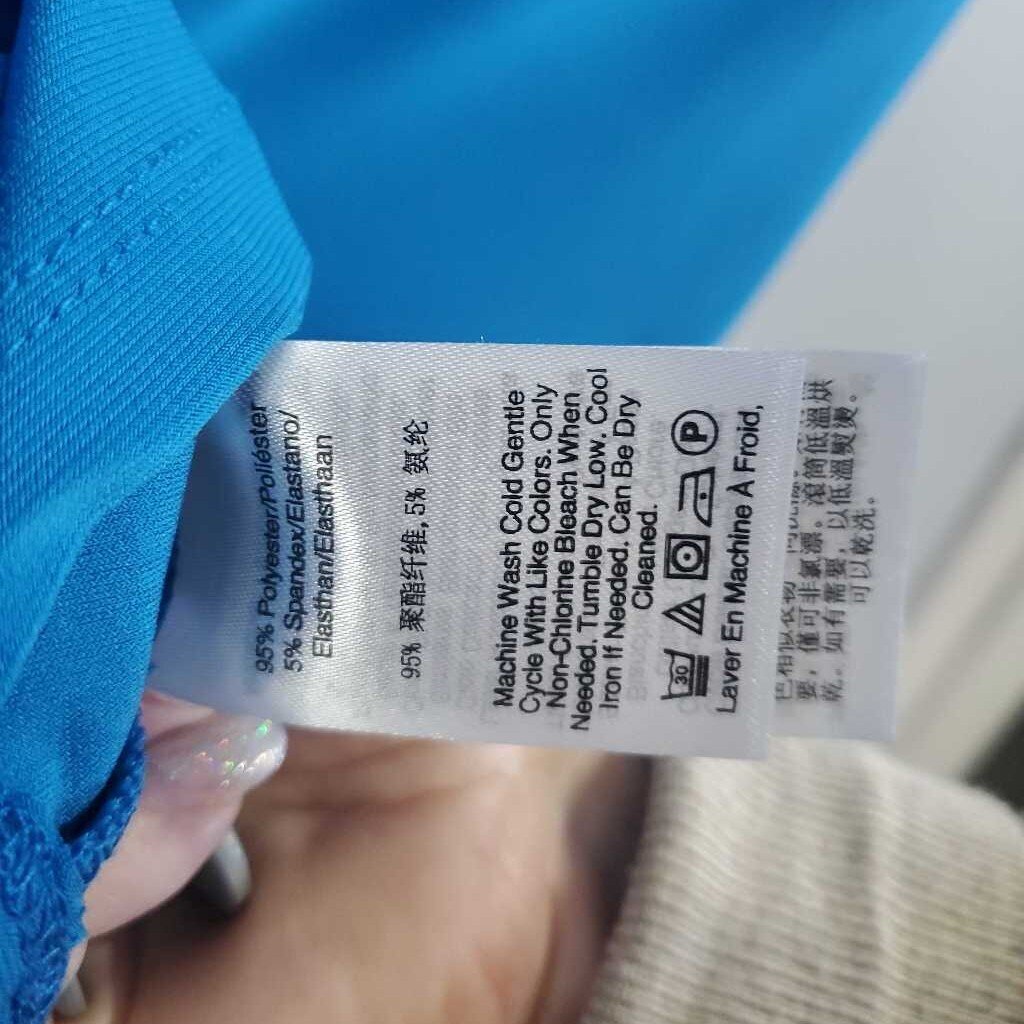 95% Polyester/Poliéster
5% Spandex/Elastano/
Elasthan/Elasthaan
95% 聚酯纤维, 5% 氨纶
Machine Wash Cold Gentle
Cycle With Like Colors. Only
Non-Chlorine Bleach When
Needed. Tumble Dry Low. Cool
Iron If Needed. Can Be Dry
Cleaned.
30 P
Laver En Machine À Froid,
要，僅可非氯漂。滾筒低溫烘
乾。如有需要，以低溫熨燙。
可以乾洗。